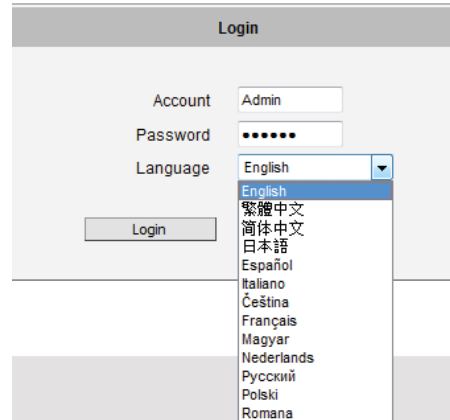 Login
Account Admin
Password ●●●●●●
Language English
English
繁體中文
简体中文
日本語
Español
Italiano
Čeština
Français
Magyar
Nederlands
Русский
Polski
Romana
Login